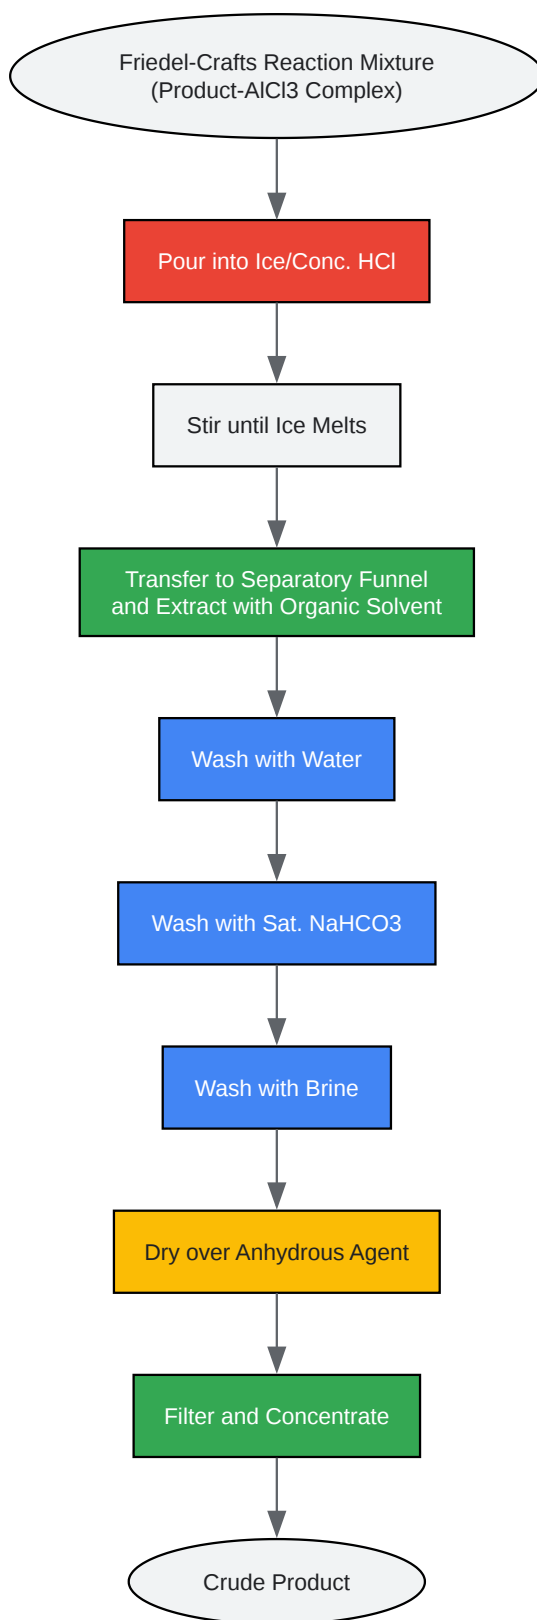 Friedel-Crafts Reaction Mixture
(Product-AlCl3 Complex)
Pour into Ice/Conc. HCl
Stir until Ice Melts
Transfer to Separatory Funnel
and Extract with Organic Solvent
Wash with Water
Wash with Sat. NaHCO3
Wash with Brine
Dry over Anhydrous Agent
Filter and Concentrate
Crude Product